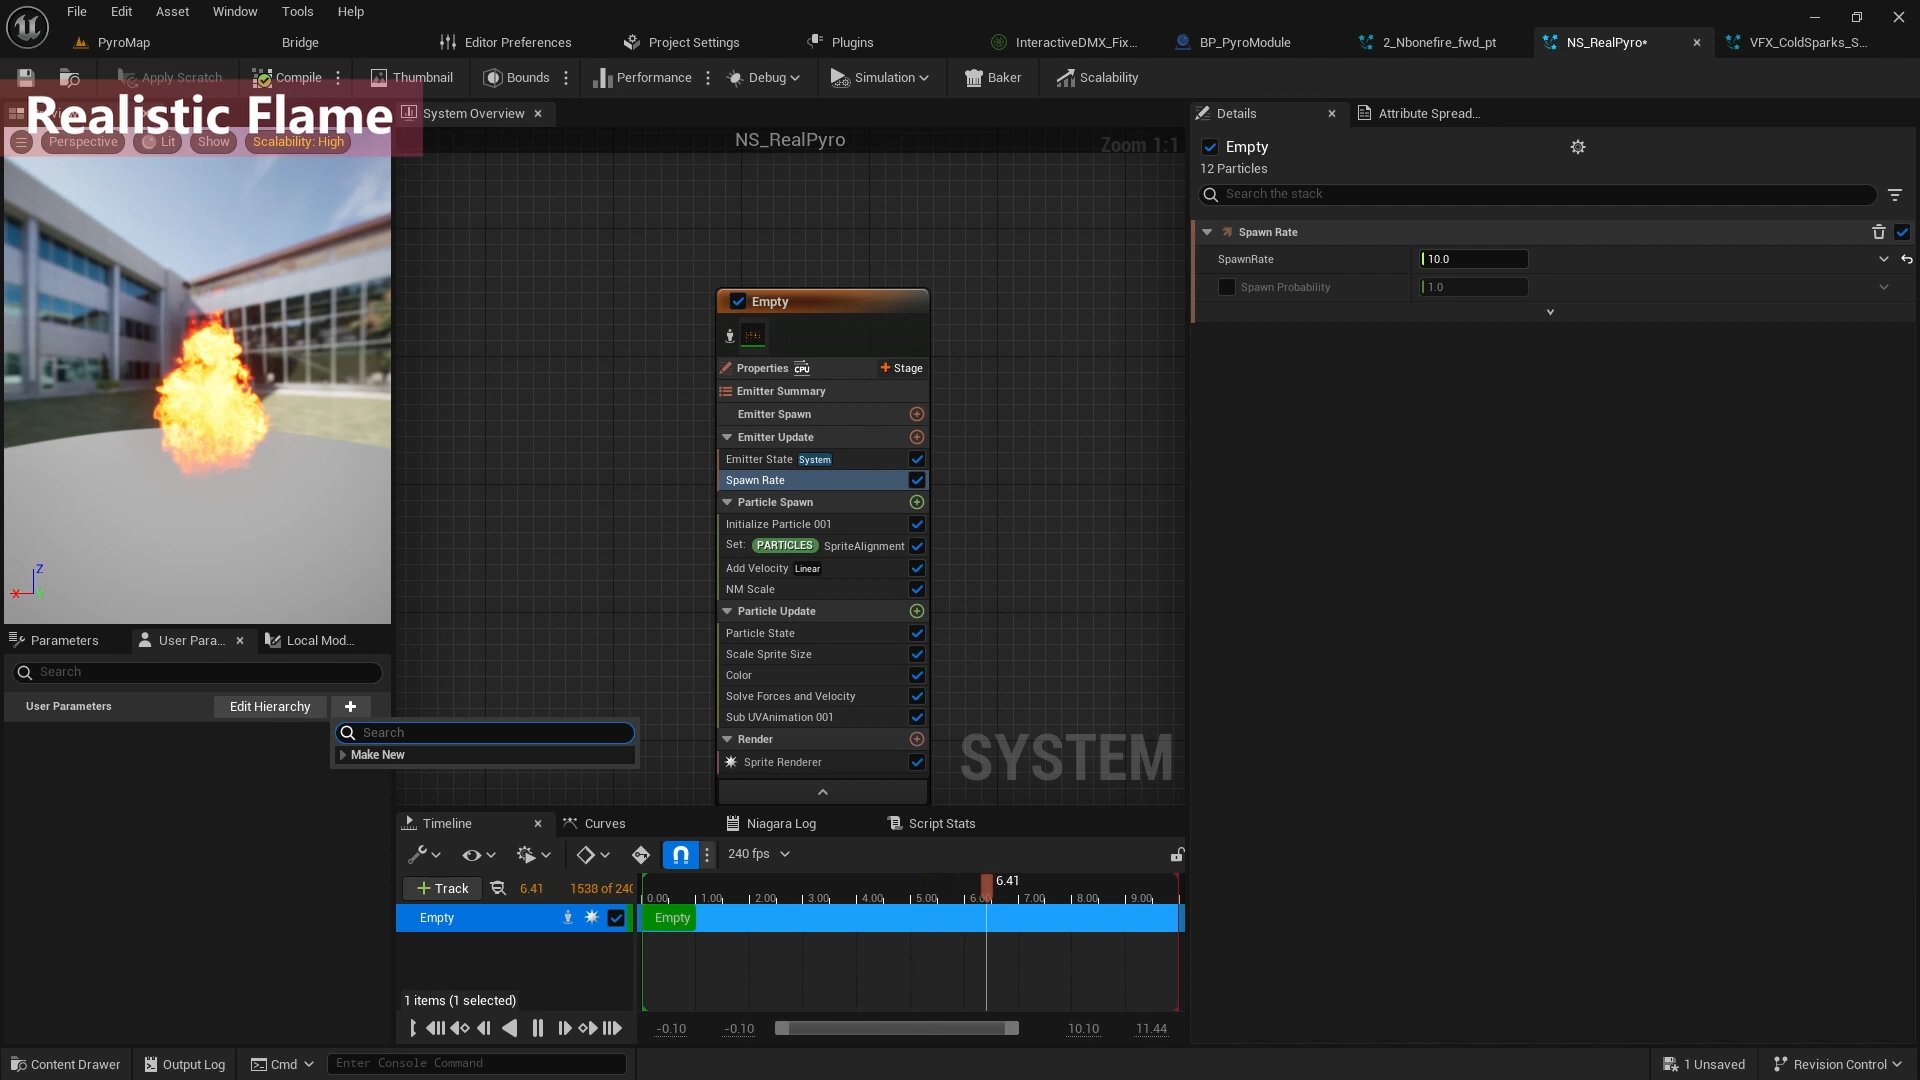 File Edit Asset Window Tools Help
PyroMap Bridge Editor Preferences Project Settings Plugins InteractiveDMX_Fix... BP_PyroModule 2_Nbonefire_fwd_pt NS_RealPyro* VFX_ColdSparks_S...
Apply Scratch Compile Thumbnail Bounds Performance Debug Simulation Baker Scalability
Realistic Flame
System Overview
Details Attribute Spread...
Perspective Lit Show Scalability: High
NS_RealPyro
Zoom 1:1
Empty
12 Particles
Search the stack
Spawn Rate
SpawnRate 10.0
Spawn Probability 1.0
Empty
Properties CPU Stage
Emitter Summary
Emitter Spawn
Emitter Update
Emitter State System
Spawn Rate
Particle Spawn
Initialize Particle 001
Set: PARTICLES SpriteAlignment
Add Velocity Linear
NM Scale
Particle Update
Particle State
Scale Sprite Size
Color
Solve Forces and Velocity
Sub UVAnimation 001
Render
Sprite Renderer
SYSTEM
Z
X Y
Parameters User Para... Local Mod...
Search
User Parameters Edit Hierarchy
Search
Make New
Timeline Curves Niagara Log Script Stats
240 fps
Track 6.41 1538 of 240
6.41
0.00 1.00 2.00 3.00 4.00 5.00 6.00 7.00 8.00 9.00
Empty Empty
1 items (1 selected)
-0.10 -0.10 10.10 11.44
Content Drawer Output Log Cmd Enter Console Command 1 Unsaved Revision Control